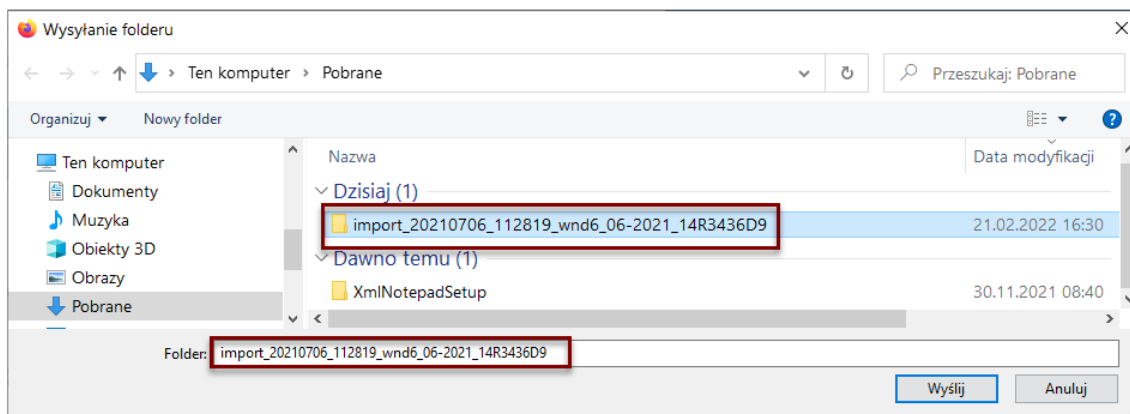 Wysyłanie folderu
Ten komputer > Pobrane
Przeszukaj: Pobrane
Organizuj
Nowy folder
Ten komputer
Dokumenty
Muzyka
Obiekty 3D
Obrazy
Pobrane
Nazwa
Data modyfikacji
Dzisiaj (1)
import_20210706_112819_wnd6_06-2021_14R3436D9
21.02.2022 16:30
Dawno temu (1)
XmlNotepadSetup
30.11.2021 08:40
Folder: import_20210706_112819_wnd6_06-2021_14R3436D9
Wyślij
Anuluj